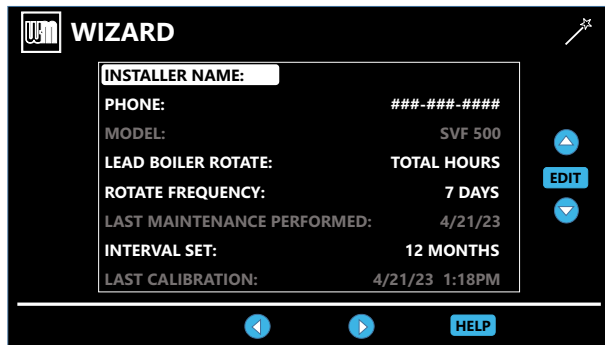 WM WIZARD
INSTALLER NAME:
PHONE: ###-###-####
MODEL: SVF 500
LEAD BOILER ROTATE: TOTAL HOURS
ROTATE FREQUENCY: 7 DAYS
EDIT
LAST MAINTENANCE PERFORMED: 4/21/23
INTERVAL SET: 12 MONTHS
LAST CALIBRATION: 4/21/23 1:18PM
HELP